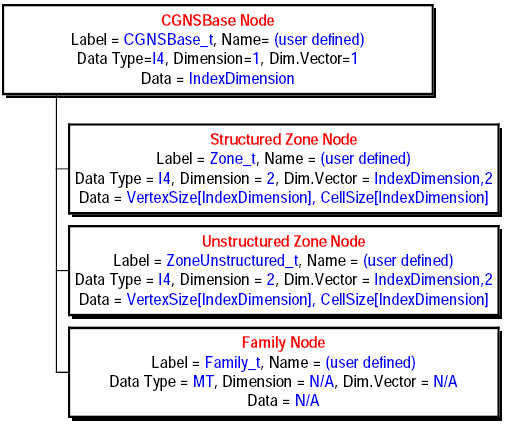 CGNSBase Node
Label = CGNSBase_t, Name= (user defined)
Data Type=I4, Dimension=1, Dim.Vector=1
Data = IndexDimension
Structured Zone Node
Label = Zone_t, Name = (user defined)
Data Type = I4, Dimension = 2, Dim.Vector = IndexDimension,2
Data = VertexSize[IndexDimension], CellSize[IndexDimension]
Unstructured Zone Node
Label = ZoneUnstructured_t, Name = (user defined)
Data Type = I4, Dimension = 2, Dim.Vector = IndexDimension,2
Data = VertexSize[IndexDimension], CellSize[IndexDimension]
Family Node
Label = Family_t, Name = (user defined)
Data Type = MT, Dimension = N/A, Dim.Vector = N/A
Data = N/A